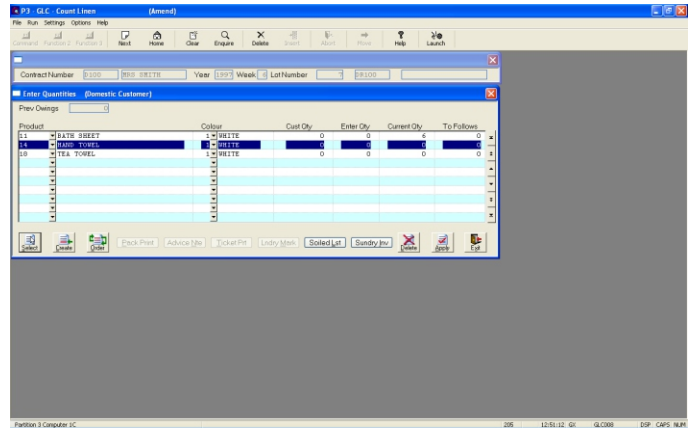 P3 - GLC - Count Linen (Amend)
File Run Settings Options Help
Command Function 2 Function 3 Next Home Clear Enquire Delete Insert Abort Move Help Launch
Contract Number D100 MRS SMITH Year 1997 Week 4 Lot Number 7 D8100
Enter Quantities (Domestic Customer)
Prev Owings 0
Product Colour Cust Qty Enter Qty Current Qty To Follows
11 BATH SHEET 1 WHITE 0 0 6 0
14 HAND TOWEL 1 WHITE 0 0 0 0
18 TEA TOWEL 1 WHITE 0 0 0 0
Select Create Order Pack Print Advice Nte Ticket Prt Lndry Mark Soiled Lst Sundry Inv Delete Apply Exit
Partition 3 Computer 1C 205 12:51:12 GX GLC008 DSP CAPS NUM